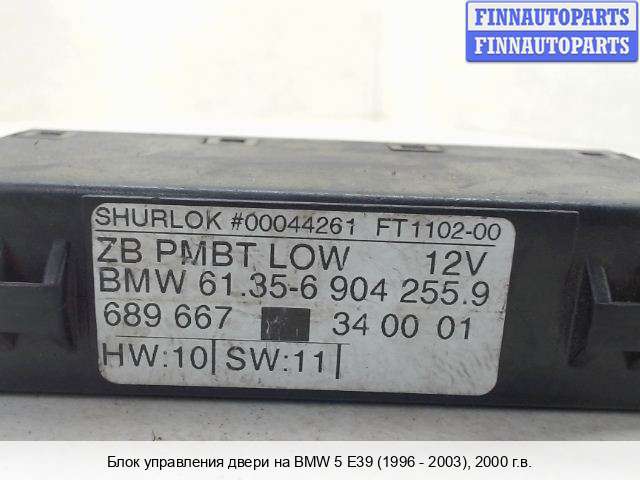 FINNAUTOPARTS
FINNAUTOPARTS
SHURLOK #00044261 FT1102-00
ZB PMBT LOW 12V
BMW 61.35-6 904 255.9
689 667 34 00 01
HW:10 SW:11
Блок управления двери на BMW 5 E39 (1996 - 2003), 2000 г.в.